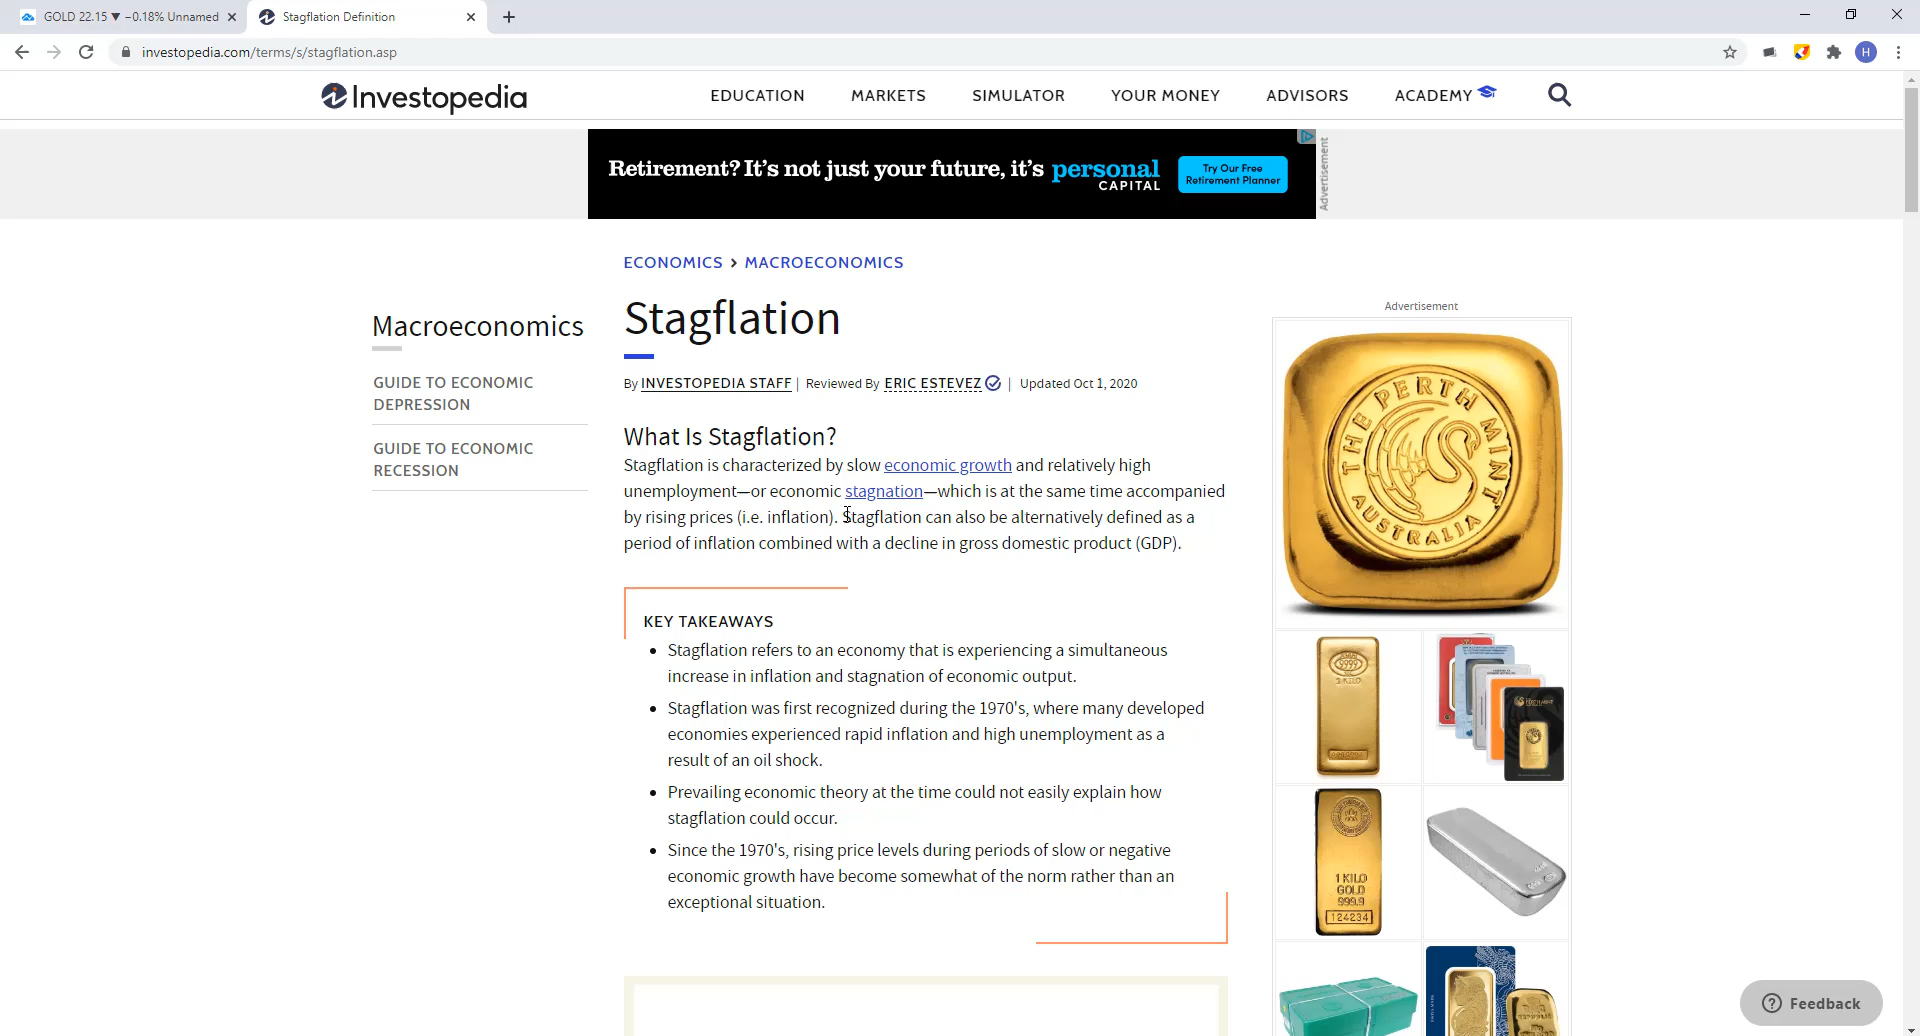 GOLD 22.15 ▼ −0.18% Unnamed
Stagflation Definition
investopedia.com/terms/s/stagflation.asp
H
Investopedia
EDUCATION
MARKETS
SIMULATOR
YOUR MONEY
ADVISORS
ACADEMY
Retirement? It's not just your future, it's personal
CAPITAL
Try Our Free
Retirement Planner
Advertisement
ECONOMICS > MACROECONOMICS
Macroeconomics
GUIDE TO ECONOMIC
DEPRESSION
GUIDE TO ECONOMIC
RECESSION
Stagflation
By INVESTOPEDIA STAFF | Reviewed By ERIC ESTEVEZ | Updated Oct 1, 2020
What Is Stagflation?
Stagflation is characterized by slow economic growth and relatively high
unemployment—or economic stagnation—which is at the same time accompanied
by rising prices (i.e. inflation). Stagflation can also be alternatively defined as a
period of inflation combined with a decline in gross domestic product (GDP).
KEY TAKEAWAYS
• Stagflation refers to an economy that is experiencing a simultaneous
increase in inflation and stagnation of economic output.
• Stagflation was first recognized during the 1970's, where many developed
economies experienced rapid inflation and high unemployment as a
result of an oil shock.
• Prevailing economic theory at the time could not easily explain how
stagflation could occur.
• Since the 1970's, rising price levels during periods of slow or negative
economic growth have become somewhat of the norm rather than an
exceptional situation.
Advertisement
THE PERTH MINT
AUSTRALIA
9999
1 KILO
1 KILO
GOLD
999.9
124234
Feedback